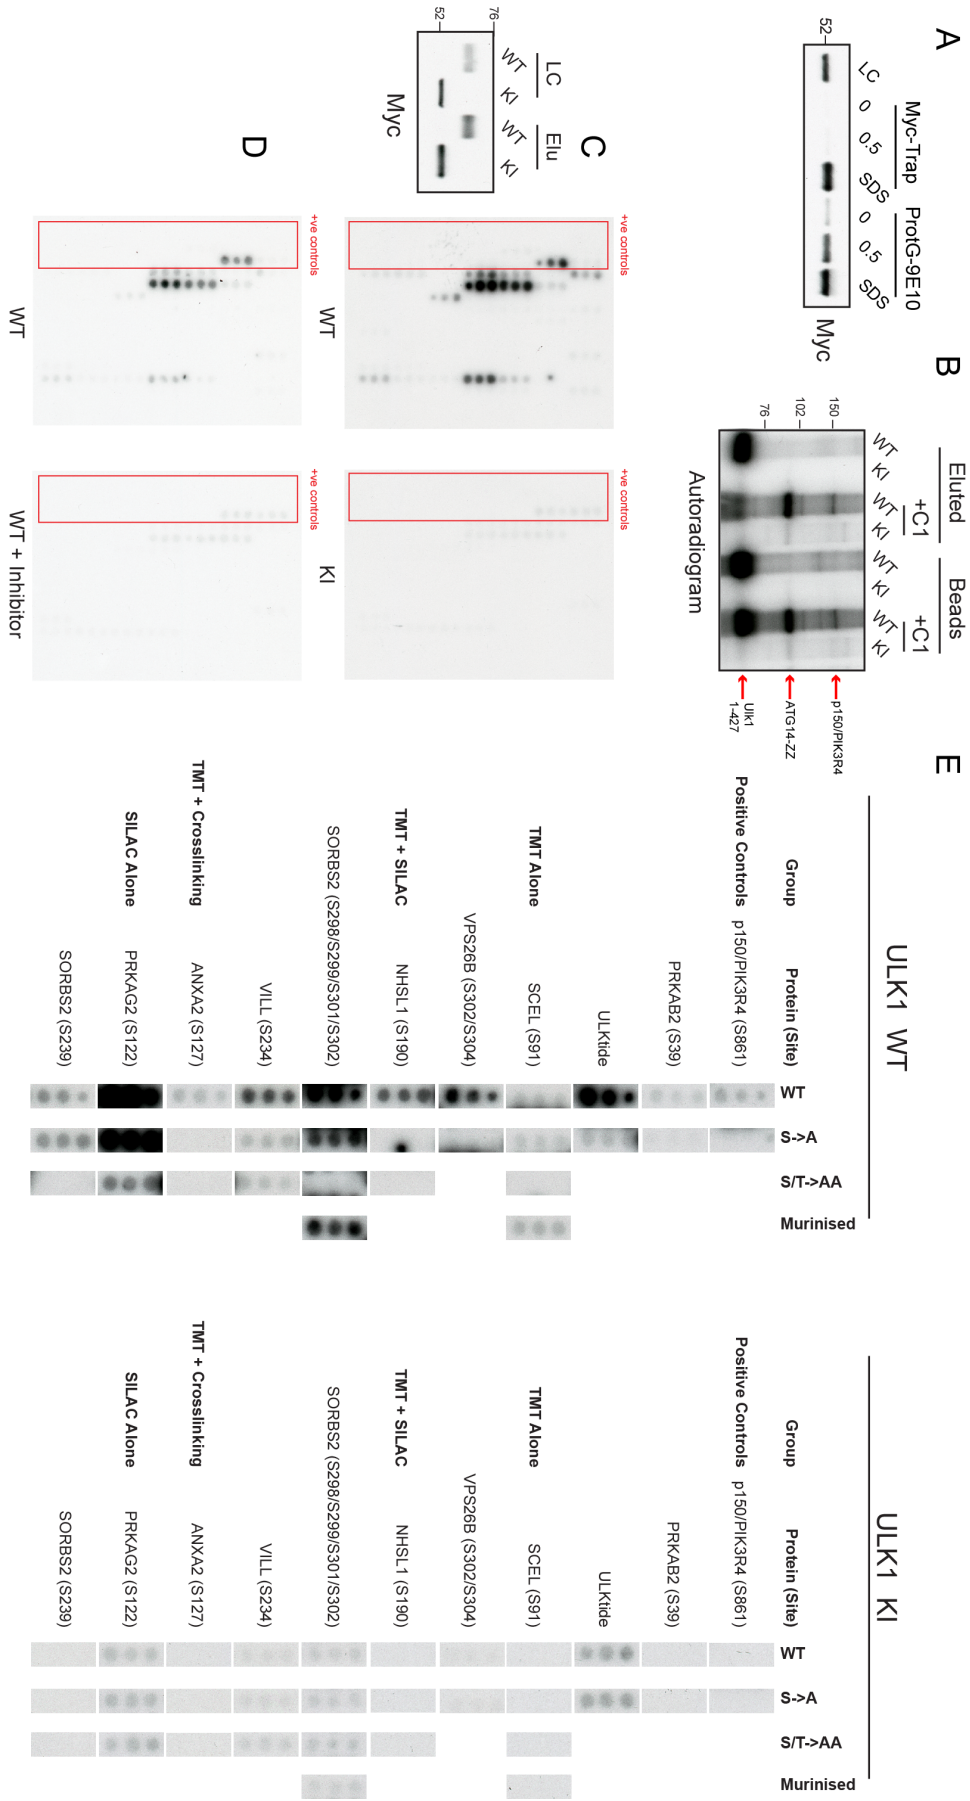 A
52
LC
0
0.5
SDS
0
0.5
SDS
Myc-Trap
ProtG-9E10
Myc
B
Eluted
Beads
+C1
+C1
WT
KI
WT
KI
WT
KI
WT
KI
150
102
76
p150/PIK3R4
ATG14-ZZ
Ulk1
1-427
Autoradiogram
C
LC
Elu
WT
KI
WT
KI
76
52
Myc
+ve controls
WT
+ve controls
KI
D
+ve controls
WT
+ve controls
WT + Inhibitor
E
ULK1 WT
Group
Protein (Site)
WT
S->A
S/T->AA
Murinised
Positive Controls
p150/PIK3R4 (S861)
PRKAB2 (S39)
ULKtide
TMT Alone
SCEL (S91)
VPS26B (S302/S304)
TMT + SILAC
NHSL1 (S190)
SORBS2 (S298/S299/S301/S302)
VILL (S234)
TMT + Crosslinking
ANXA2 (S127)
SILAC Alone
PRKAG2 (S122)
SORBS2 (S239)
ULK1 KI
Group
Protein (Site)
WT
S->A
S/T->AA
Murinised
Positive Controls
p150/PIK3R4 (S861)
PRKAB2 (S39)
ULKtide
TMT Alone
SCEL (S91)
VPS26B (S302/S304)
TMT + SILAC
NHSL1 (S190)
SORBS2 (S298/S299/S301/S302)
VILL (S234)
TMT + Crosslinking
ANXA2 (S127)
SILAC Alone
PRKAG2 (S122)
SORBS2 (S239)